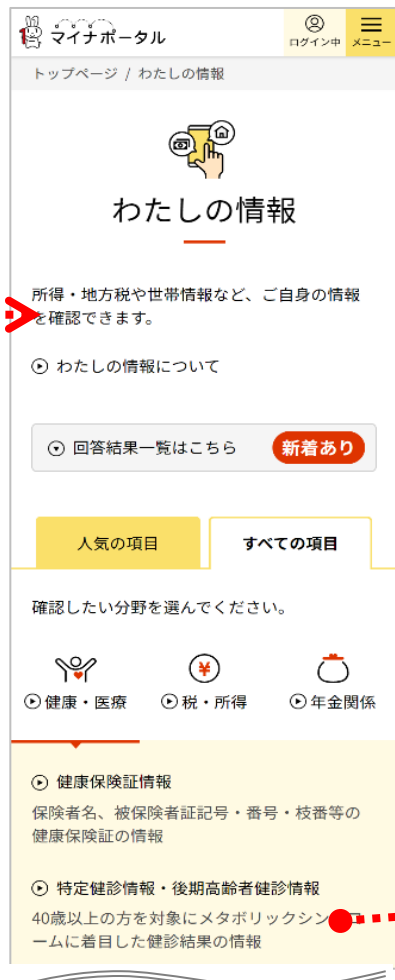 マイナポータル
ログイン中
メニュー
トップページ / わたしの情報
わたしの情報
所得・地方税や世帯情報など、ご自身の情報
を確認できます。
わたしの情報について
回答結果一覧はこちら 新着あり
人気の項目 すべての項目
確認したい分野を選んでください。
健康・医療 税・所得 年金関係
健康保険証情報
保険者名、被保険者証記号・番号・枝番等の
健康保険証の情報
特定健診情報・後期高齢者健診情報
40歳以上の方を対象にメタボリックシンドロ
ームに着目した健診結果の情報